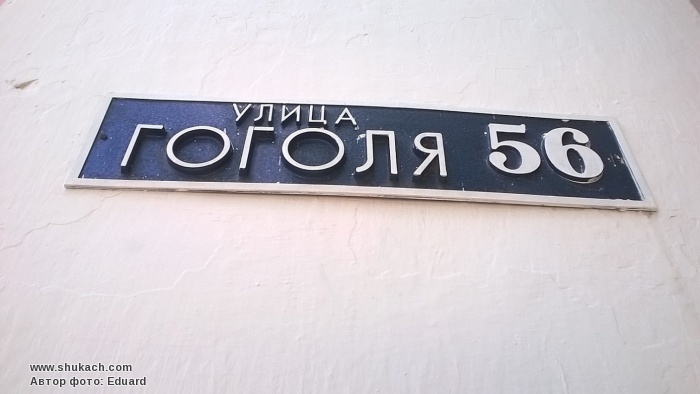 УЛИЦА
ГОГОЛЯ 56
www.shukach.com
Автор фото: Eduard